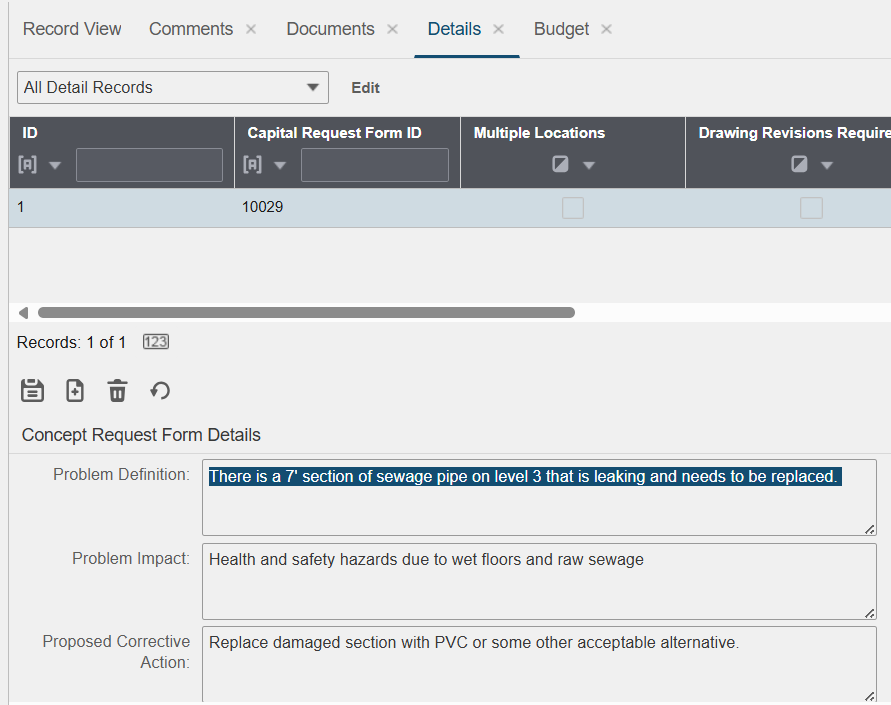 Record View Comments × Documents × Details × Budget ×
All Detail Records Edit
ID Capital Request Form ID Multiple Locations Drawing Revisions Require
[A] [A]
1 10029
Records: 1 of 1 123
Concept Request Form Details
Problem Definition: There is a 7' section of sewage pipe on level 3 that is leaking and needs to be replaced.
Problem Impact: Health and safety hazards due to wet floors and raw sewage
Proposed Corrective Replace damaged section with PVC or some other acceptable alternative.
Action: